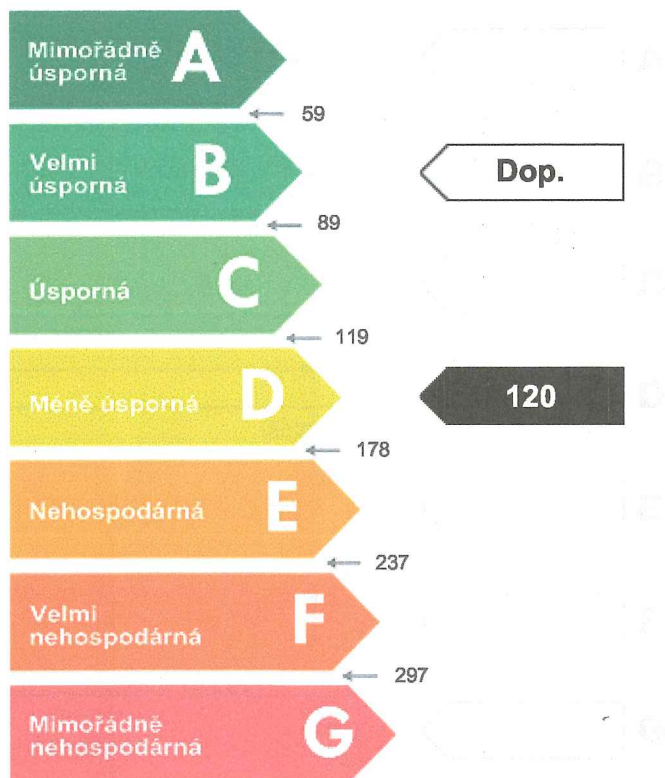 Mimořádně
úsporná
A
59
Velmi
úsporná
B
Dop.
89
Úsporná
C
119
Méně úsporná
D
120
178
Nehospodárná
E
237
Velmi
nehospodárná
F
297
Mimořádně
nehospodárná
G